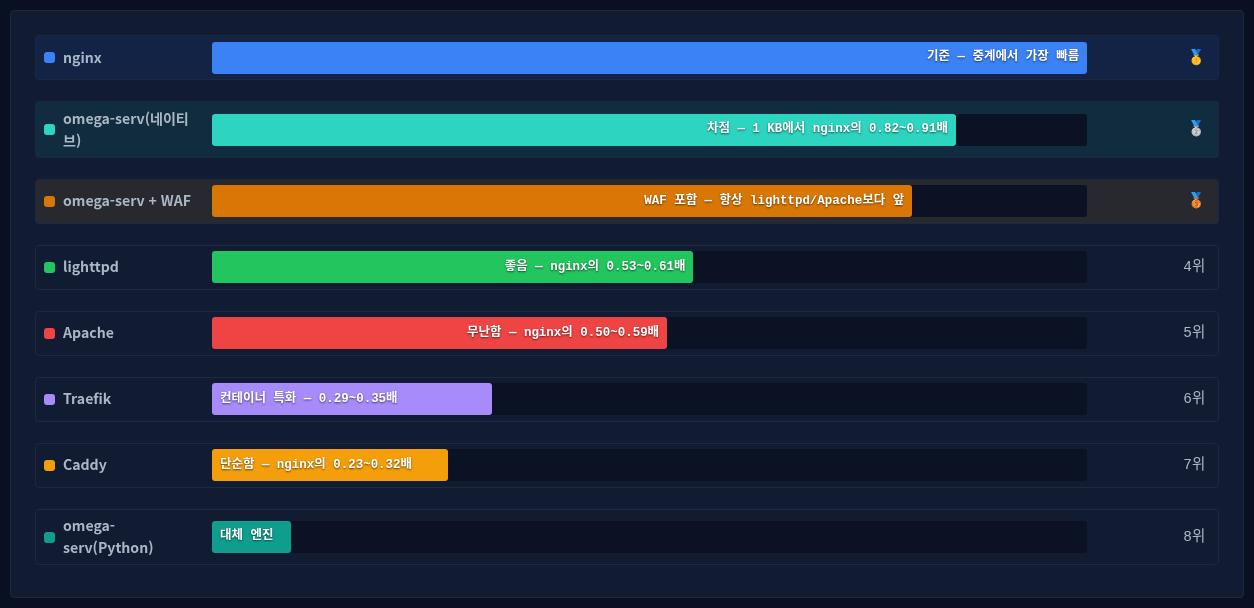 nginx
기준 — 중계에서 가장 빠름
omega-serv(네이티
브)
차점 — 1 KB에서 nginx의 0.82~0.91배
omega-serv + WAF
WAF 포함 — 항상 lighttpd/Apache보다 앞
lighttpd
좋음 — nginx의 0.53~0.61배
4위
Apache
무난함 — nginx의 0.50~0.59배
5위
Traefik
컨테이너 특화 — 0.29~0.35배
6위
Caddy
단순함 — nginx의 0.23~0.32배
7위
omega-
serv(Python)
대체 엔진
8위